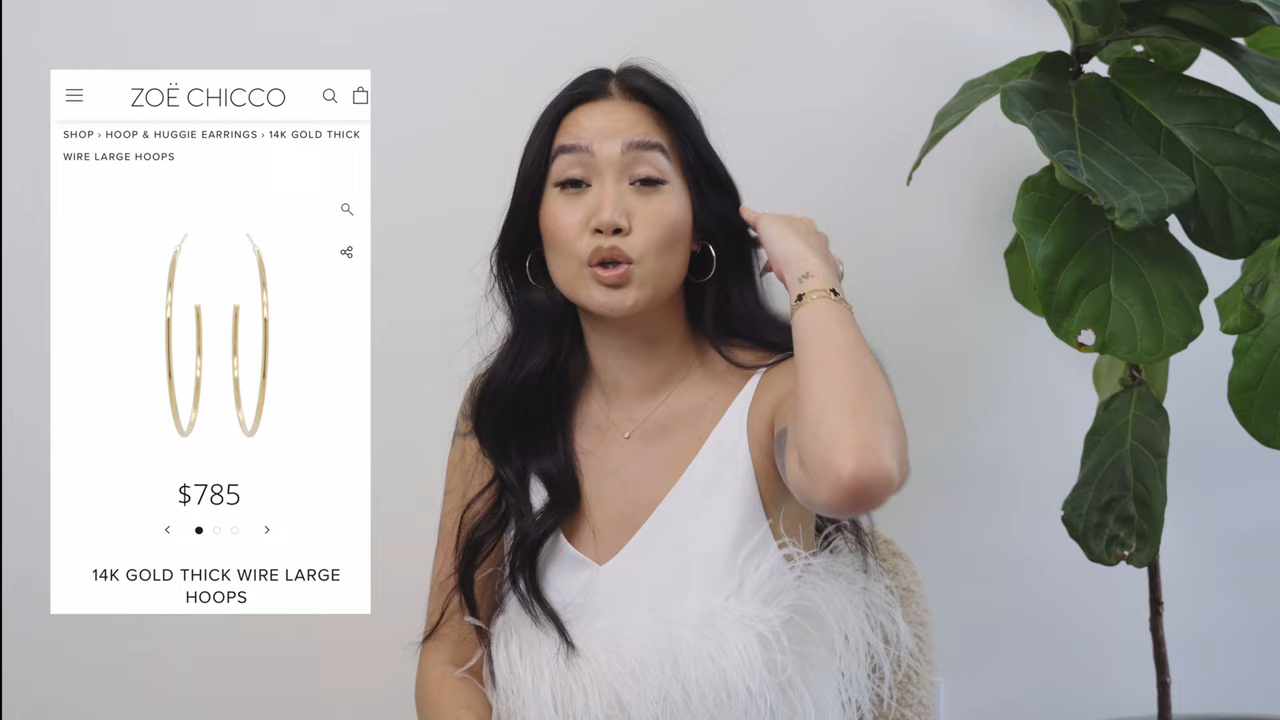 ZOË CHICCO
SHOP › HOOP & HUGGIE EARRINGS › 14K GOLD THICK
WIRE LARGE HOOPS
$785
14K GOLD THICK WIRE LARGE
HOOPS